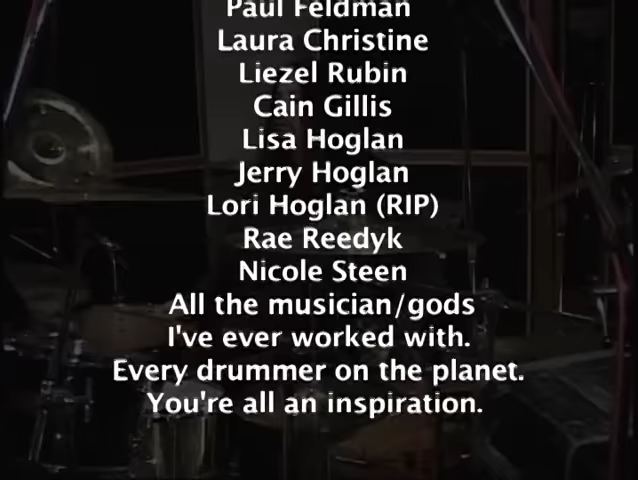 Paul Feldman
Laura Christine
Liezel Rubin
Cain Gillis
Lisa Hoglan
Jerry Hoglan
Lori Hoglan (RIP)
Rae Reedyk
Nicole Steen
All the musician/gods
I've ever worked with.
Every drummer on the planet.
You're all an inspiration.